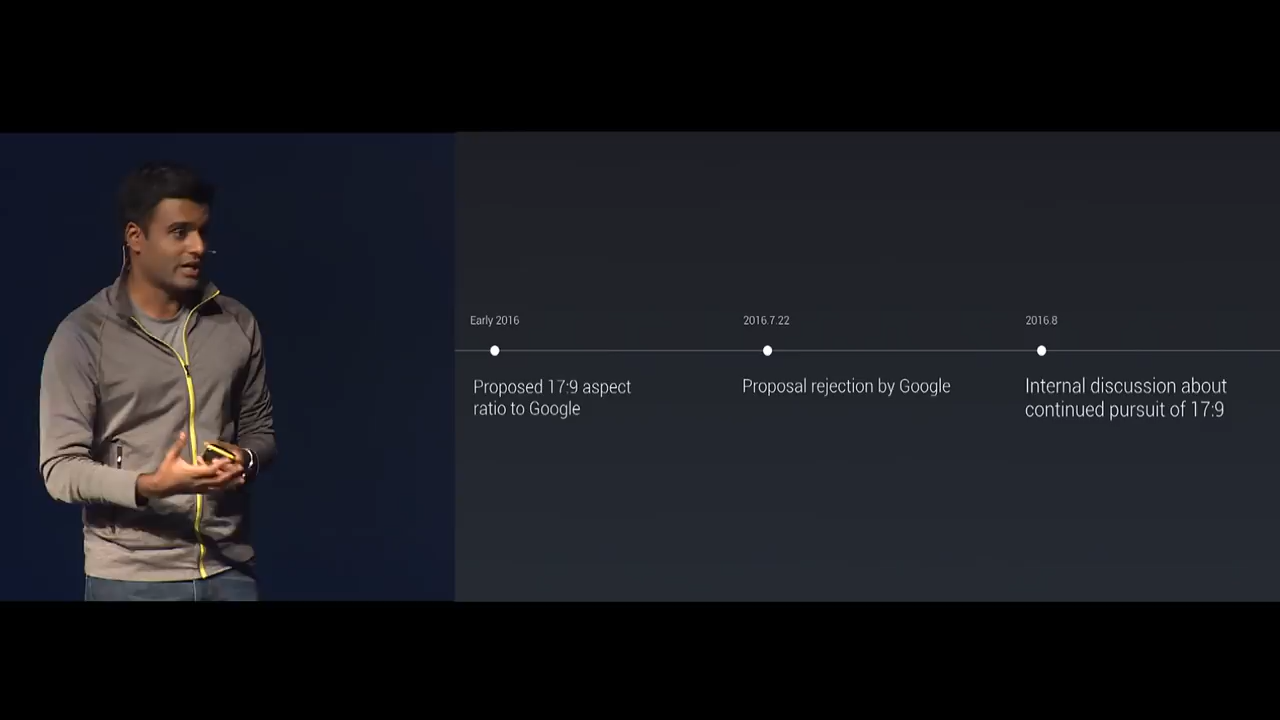 Early 2016
Proposed 17:9 aspect
ratio to Google
2016.7.22
Proposal rejection by Google
2016.8
Internal discussion about
continued pursuit of 17:9